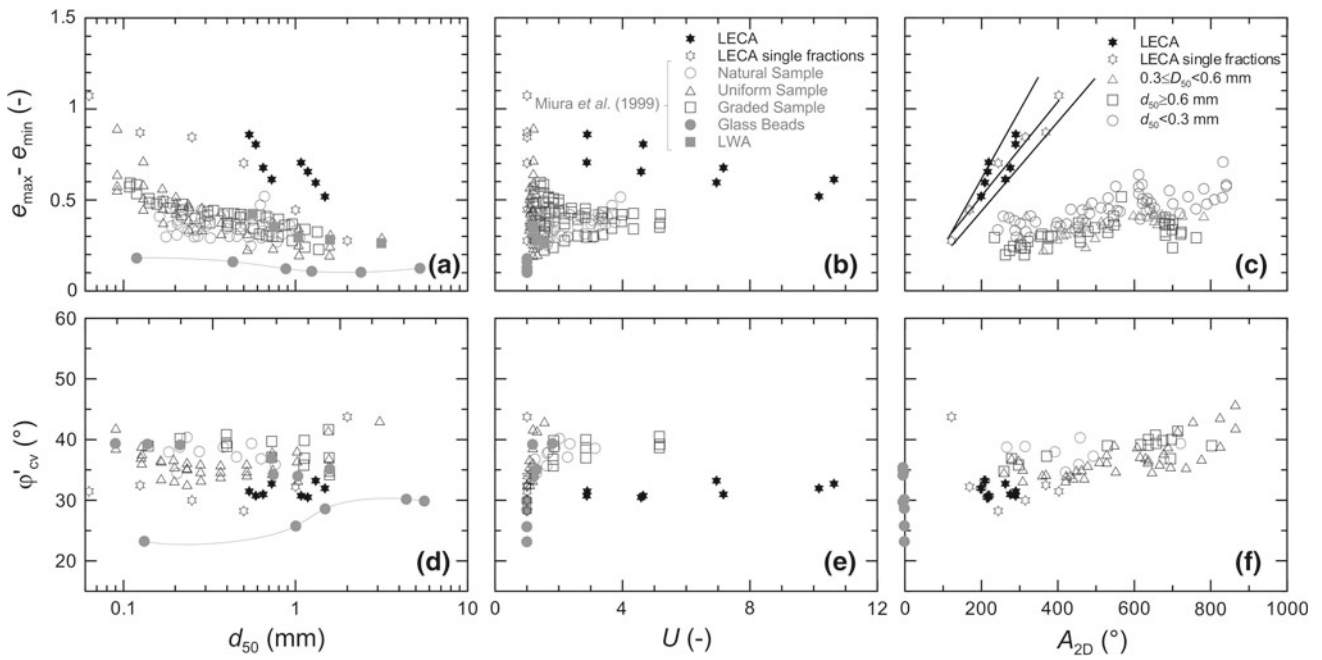 1.5
1
0.5
0
e_max- e_min (-)
(a)
LECA
LECA single fractions
Natural Sample
Uniform Sample
Miura et al. (1999)
Graded Sample
Glass Beads
LWA
(b)
LECA
LECA single fractions
0.3≤D50<0.6 mm
d50≥0.6 mm
d50<0.3 mm
(c)
60
50
40
30
20
φ'cv (°)
(d)
(e)
(f)
0.1 1 10
0 4 8 12
0 200 400 600 800 1000
d50 (mm)
U (-)
A2D (°)